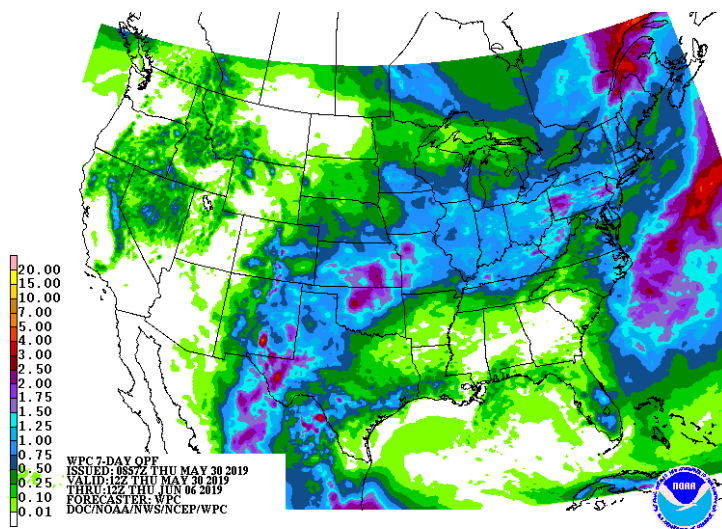 20.00
15.00
10.00
7.00
5.00
4.00
3.00
2.50
2.00
1.75
1.50
1.25
1.00
0.75
0.50
0.25
0.10
0.01
WPC 7-DAY QPF
ISSUED: 0857Z THU MAY 30 2019
VALID: 12Z THU MAY 30 2019
THRU: 12Z THU JUN 06 2019
FORECASTER: WPC
DOC/NOAA/NWS/NCEP/WPC
NOAA